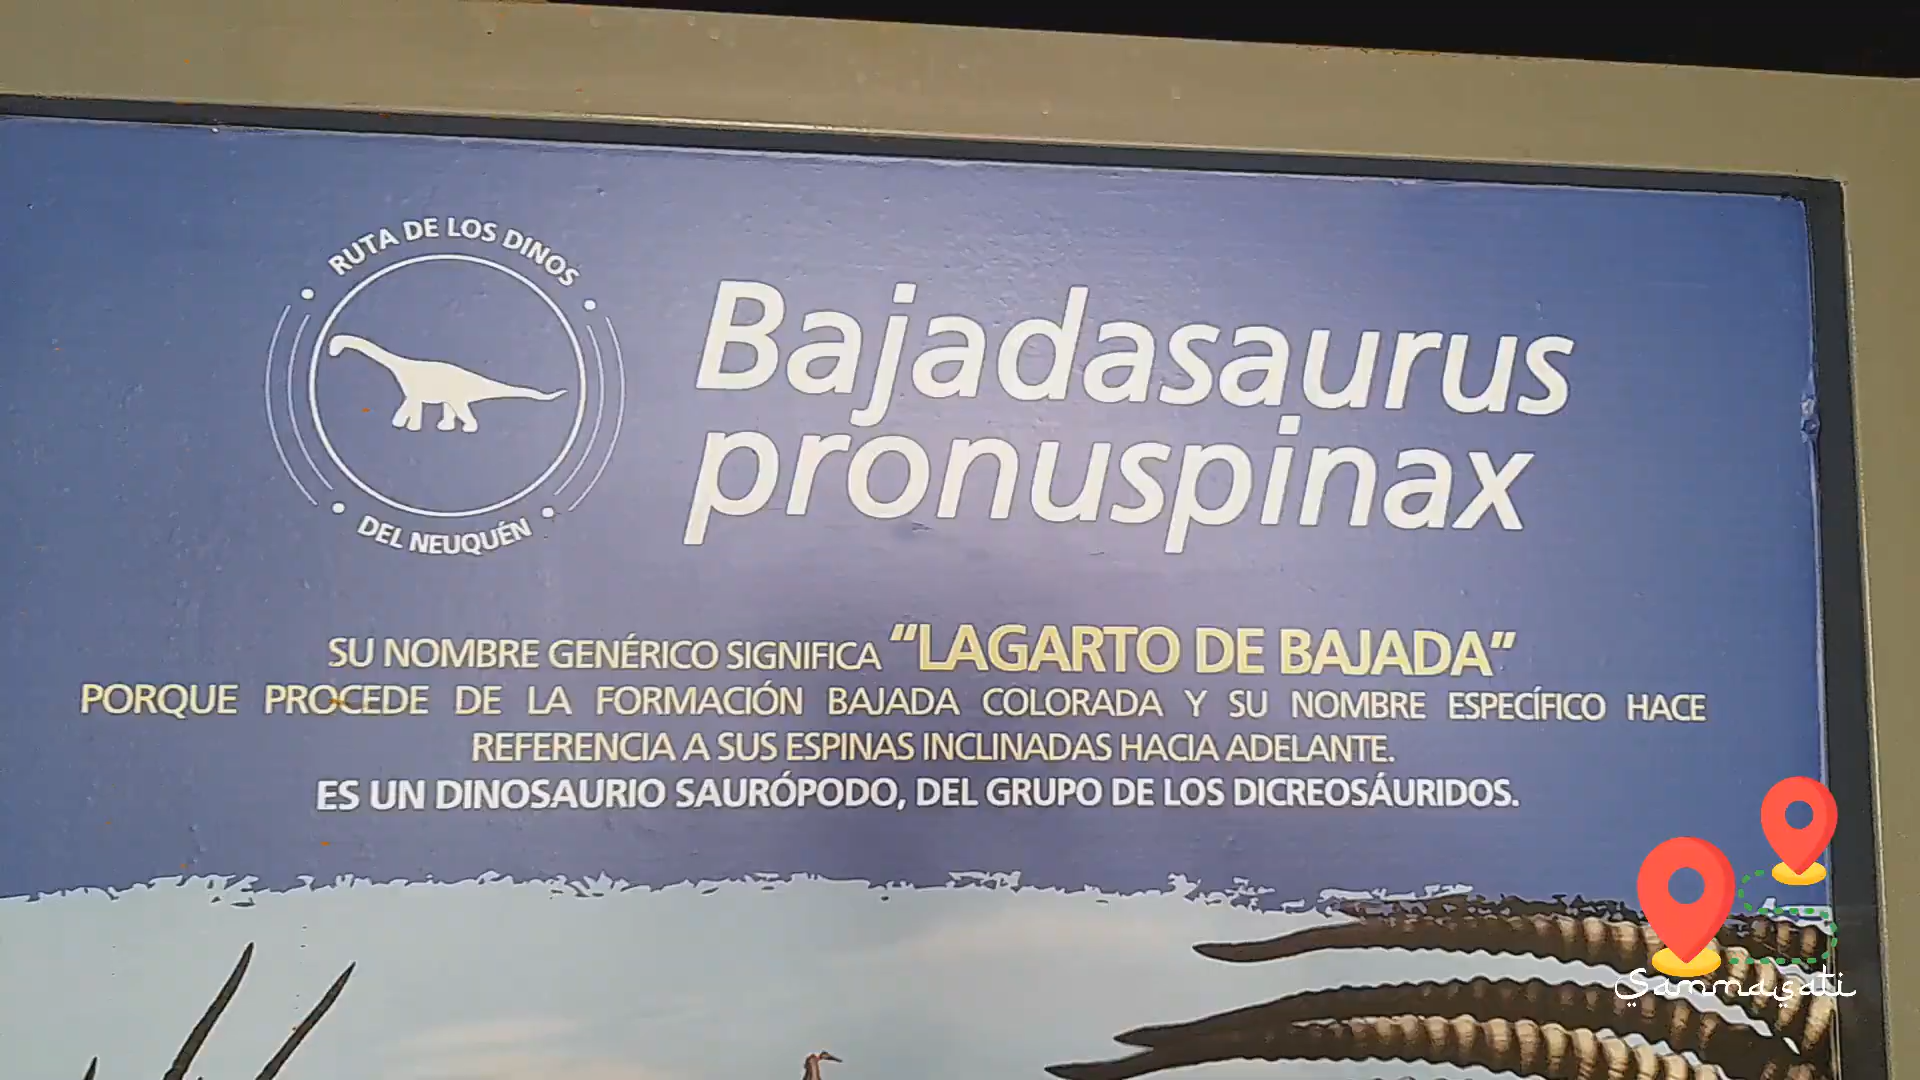 RUTA DE LOS DINOS
DEL NEUQUÉN
Bajadasaurus
pronuspinax
SU NOMBRE GENÉRICO SIGNIFICA “LAGARTO DE BAJADA”
PORQUE PROCEDE DE LA FORMACIÓN BAJADA COLORADA Y SU NOMBRE ESPECÍFICO HACE
REFERENCIA A SUS ESPINAS INCLINADAS HACIA ADELANTE.
ES UN DINOSAURIO SAURÓPODO, DEL GRUPO DE LOS DICREOSÁURIDOS.
Sammasati